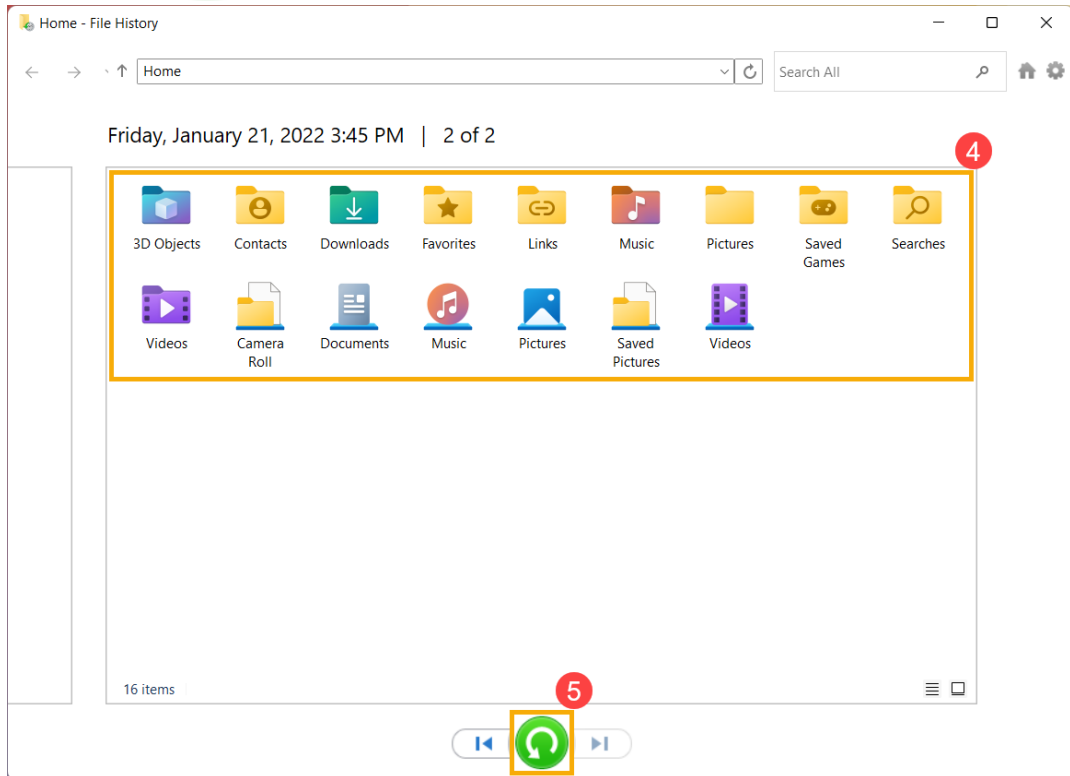 Home - File History
Home
Search All
Friday, January 21, 2022 3:45 PM | 2 of 2
4
3D Objects
Contacts
Downloads
Favorites
Links
Music
Pictures
Saved
Games
Searches
Videos
Camera
Roll
Documents
Music
Pictures
Saved
Pictures
Videos
16 items
5